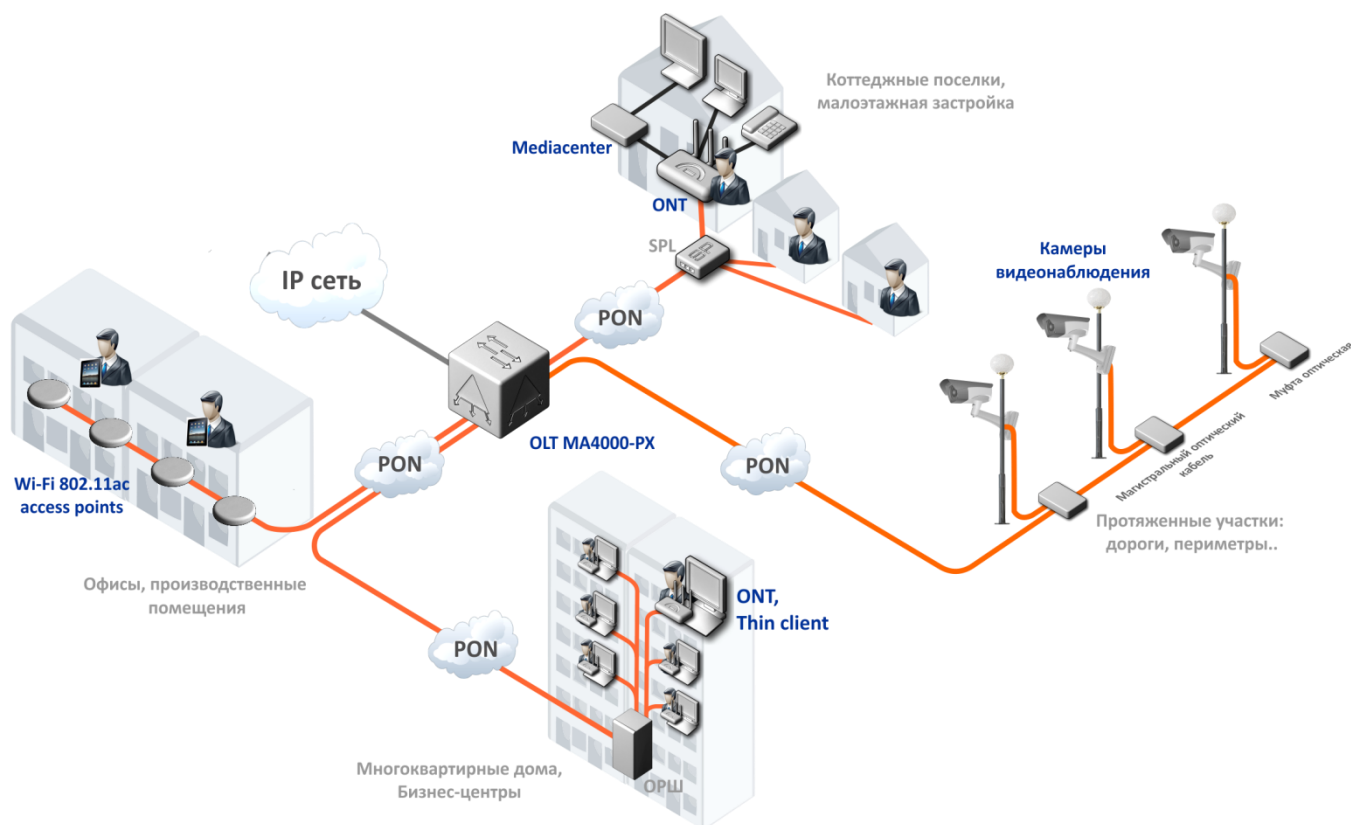 Коттеджные поселки,
малоэтажная застройка
Mediacenter
ONT
SPL
Камеры
видеонаблюдения
IP сеть
PON
Муфта оптическая
OLT MA4000-PX
PON
PON
Магистральный оптический
кабель
Wi-Fi 802.11ac
access points
Протяженные участки:
дороги, периметры..
Офисы, производственные
помещения
ONT,
Thin client
PON
Многоквартирные дома,
Бизнес-центры
ОРШ